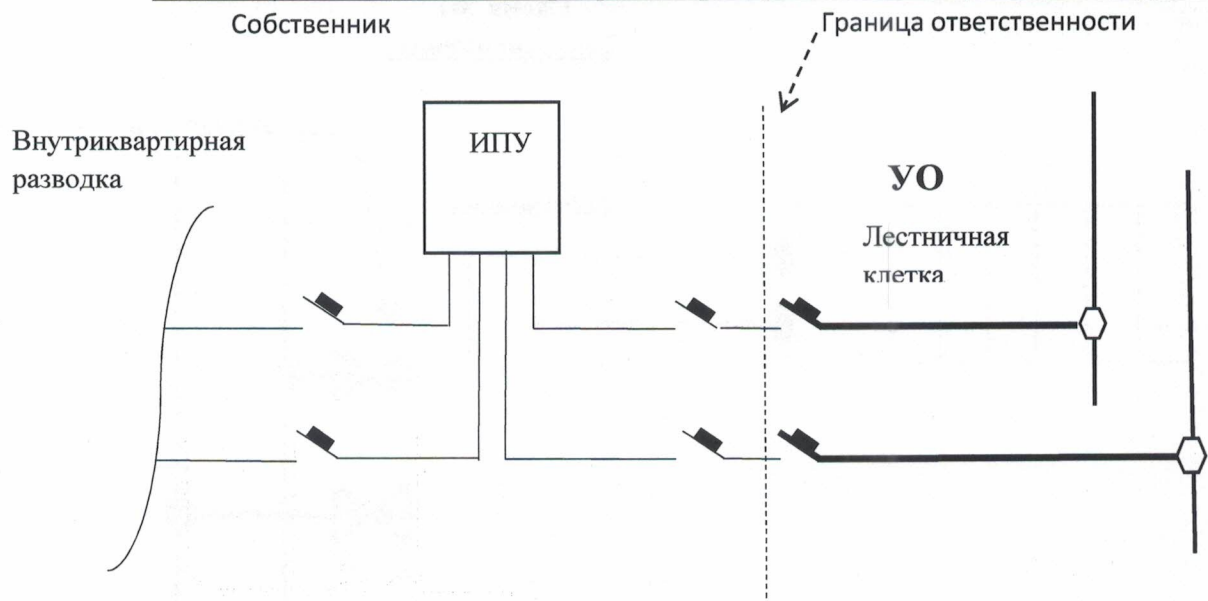 Собственник
Граница ответственности
Внутриквартирная
разводка
ИПУ
УО
Лестничная
клетка